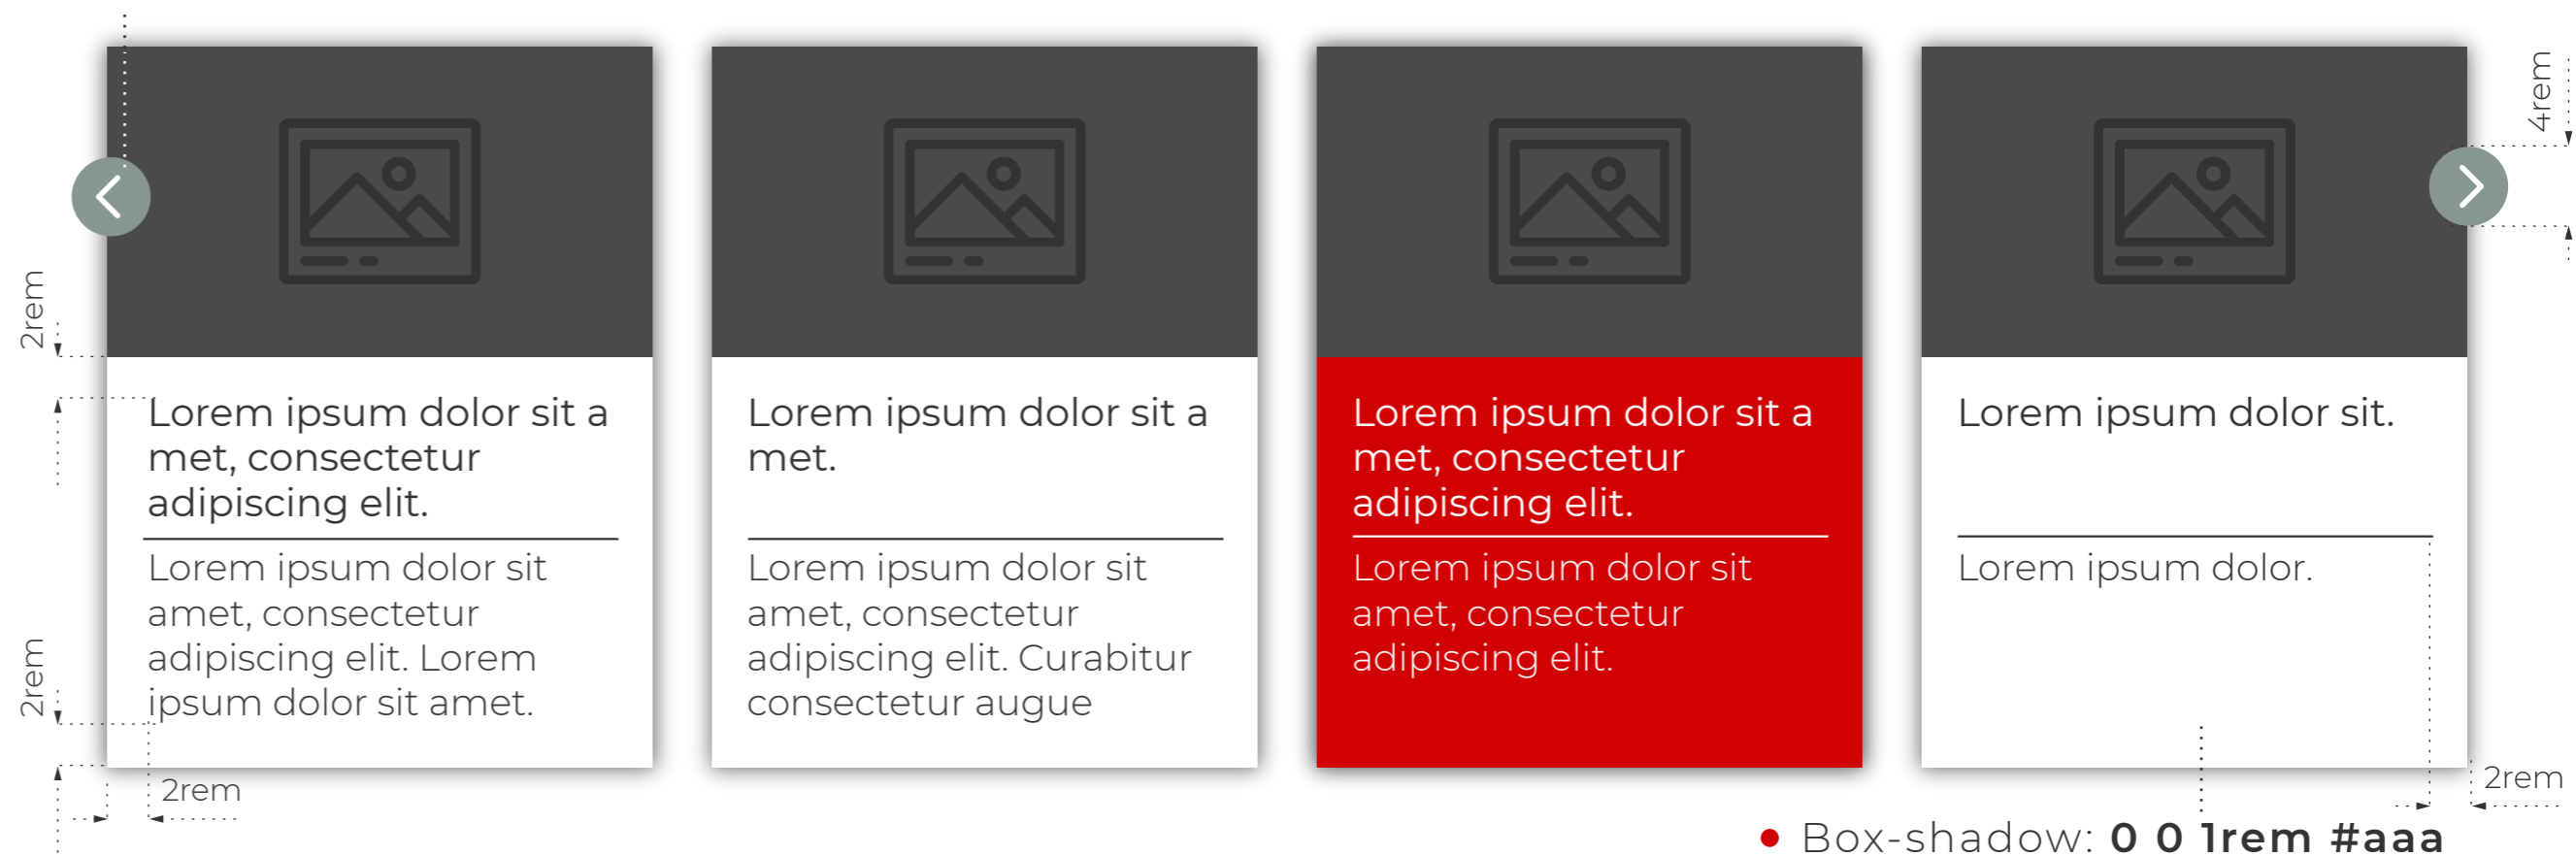 4rem
2rem
Lorem ipsum dolor sit a
met, consectetur
adipiscing elit.
Lorem ipsum dolor sit
amet, consectetur
adipiscing elit. Lorem
ipsum dolor sit amet.
Lorem ipsum dolor sit a
met.
Lorem ipsum dolor sit
amet, consectetur
adipiscing elit. Curabitur
consectetur augue
Lorem ipsum dolor sit a
met, consectetur
adipiscing elit.
Lorem ipsum dolor sit
amet, consectetur
adipiscing elit.
Lorem ipsum dolor sit.
Lorem ipsum dolor.
2rem
2rem
2rem
Box-shadow: 0 0 1rem #aaa